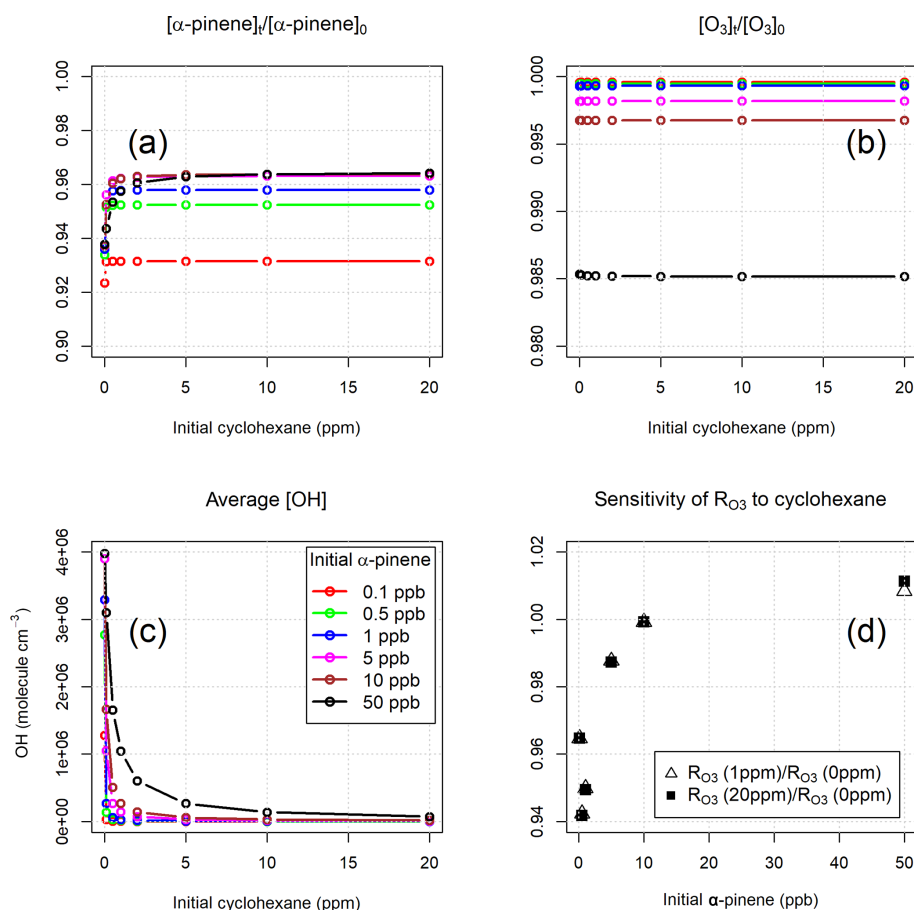 [α-pinene]t/[α-pinene]0
1.00
0.98
0.96
0.94
0.92
0.90
(a)
0 5 10 15 20
Initial cyclohexane (ppm)
[O3]t/[O3]0
1.000
0.995
0.990
0.985
0.980
(b)
0 5 10 15 20
Initial cyclohexane (ppm)
Average [OH]
OH (molecule cm−3)
4e+06
3e+06
2e+06
1e+06
0e+00
(c)
Initial α-pinene
0.1 ppb
0.5 ppb
1 ppb
5 ppb
10 ppb
50 ppb
0 5 10 15 20
Initial cyclohexane (ppm)
Sensitivity of RO3 to cyclohexane
1.02
1.00
0.98
0.96
0.94
(d)
RO3 (1ppm)/RO3 (0ppm)
RO3 (20ppm)/RO3 (0ppm)
0 10 20 30 40 50
Initial α-pinene (ppb)